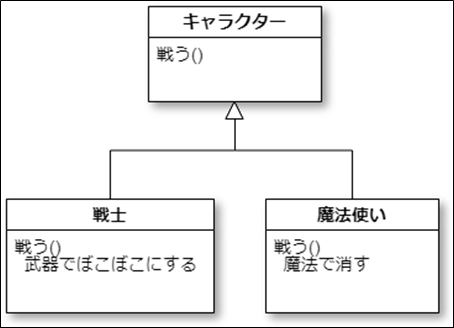 キャラクター
戦う()
戦士
戦う()
武器でぼこぼこにする
魔法使い
戦う()
魔法で消す